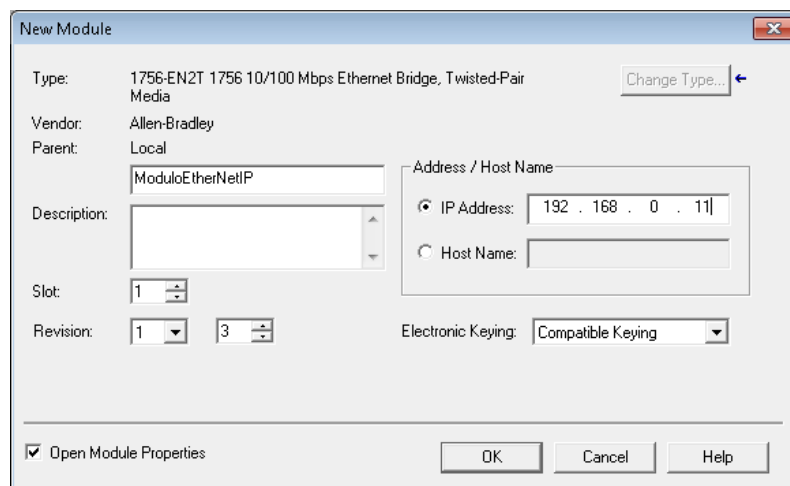 New Module
Type: 1756-EN2T 1756 10/100 Mbps Ethernet Bridge, Twisted-Pair
Media
Change Type...
Vendor: Allen-Bradley
Parent: Local
ModuloEtherNetIP
Address / Host Name
IP Address: 192 . 168 . 0 . 11
Description:
Host Name:
Slot: 1
Revision: 1 3
Electronic Keying: Compatible Keying
Open Module Properties
OK Cancel Help